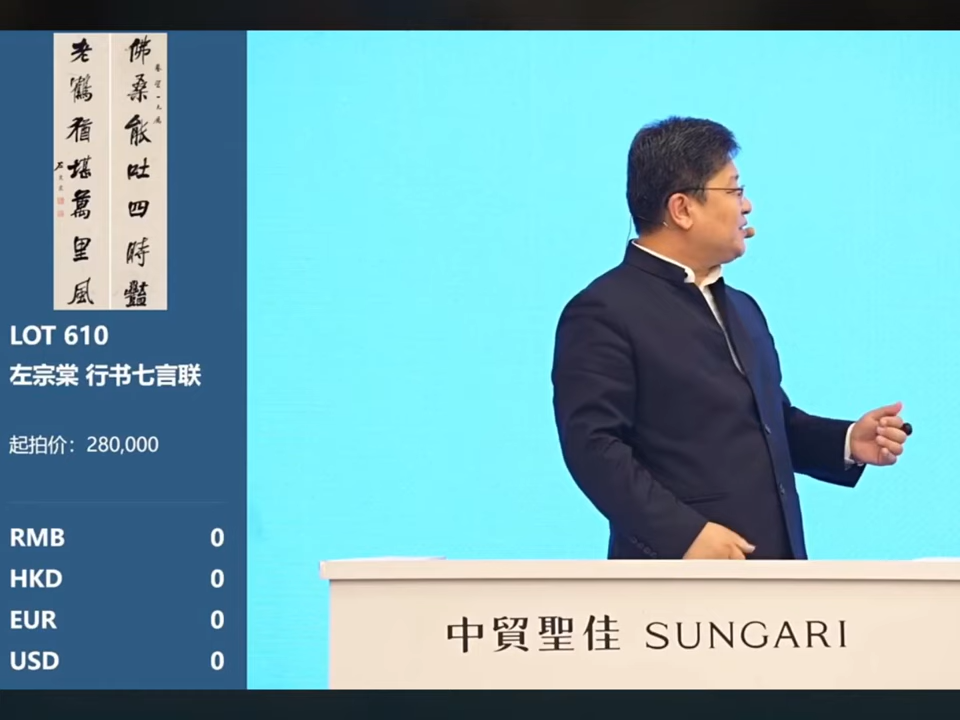 佛桑能吐四時豔
老鶴猶堪萬里風
LOT 610
左宗棠 行书七言联
起拍价：280,000
RMB 0
HKD 0
EUR 0
USD 0
中貿聖佳 SUNGARI